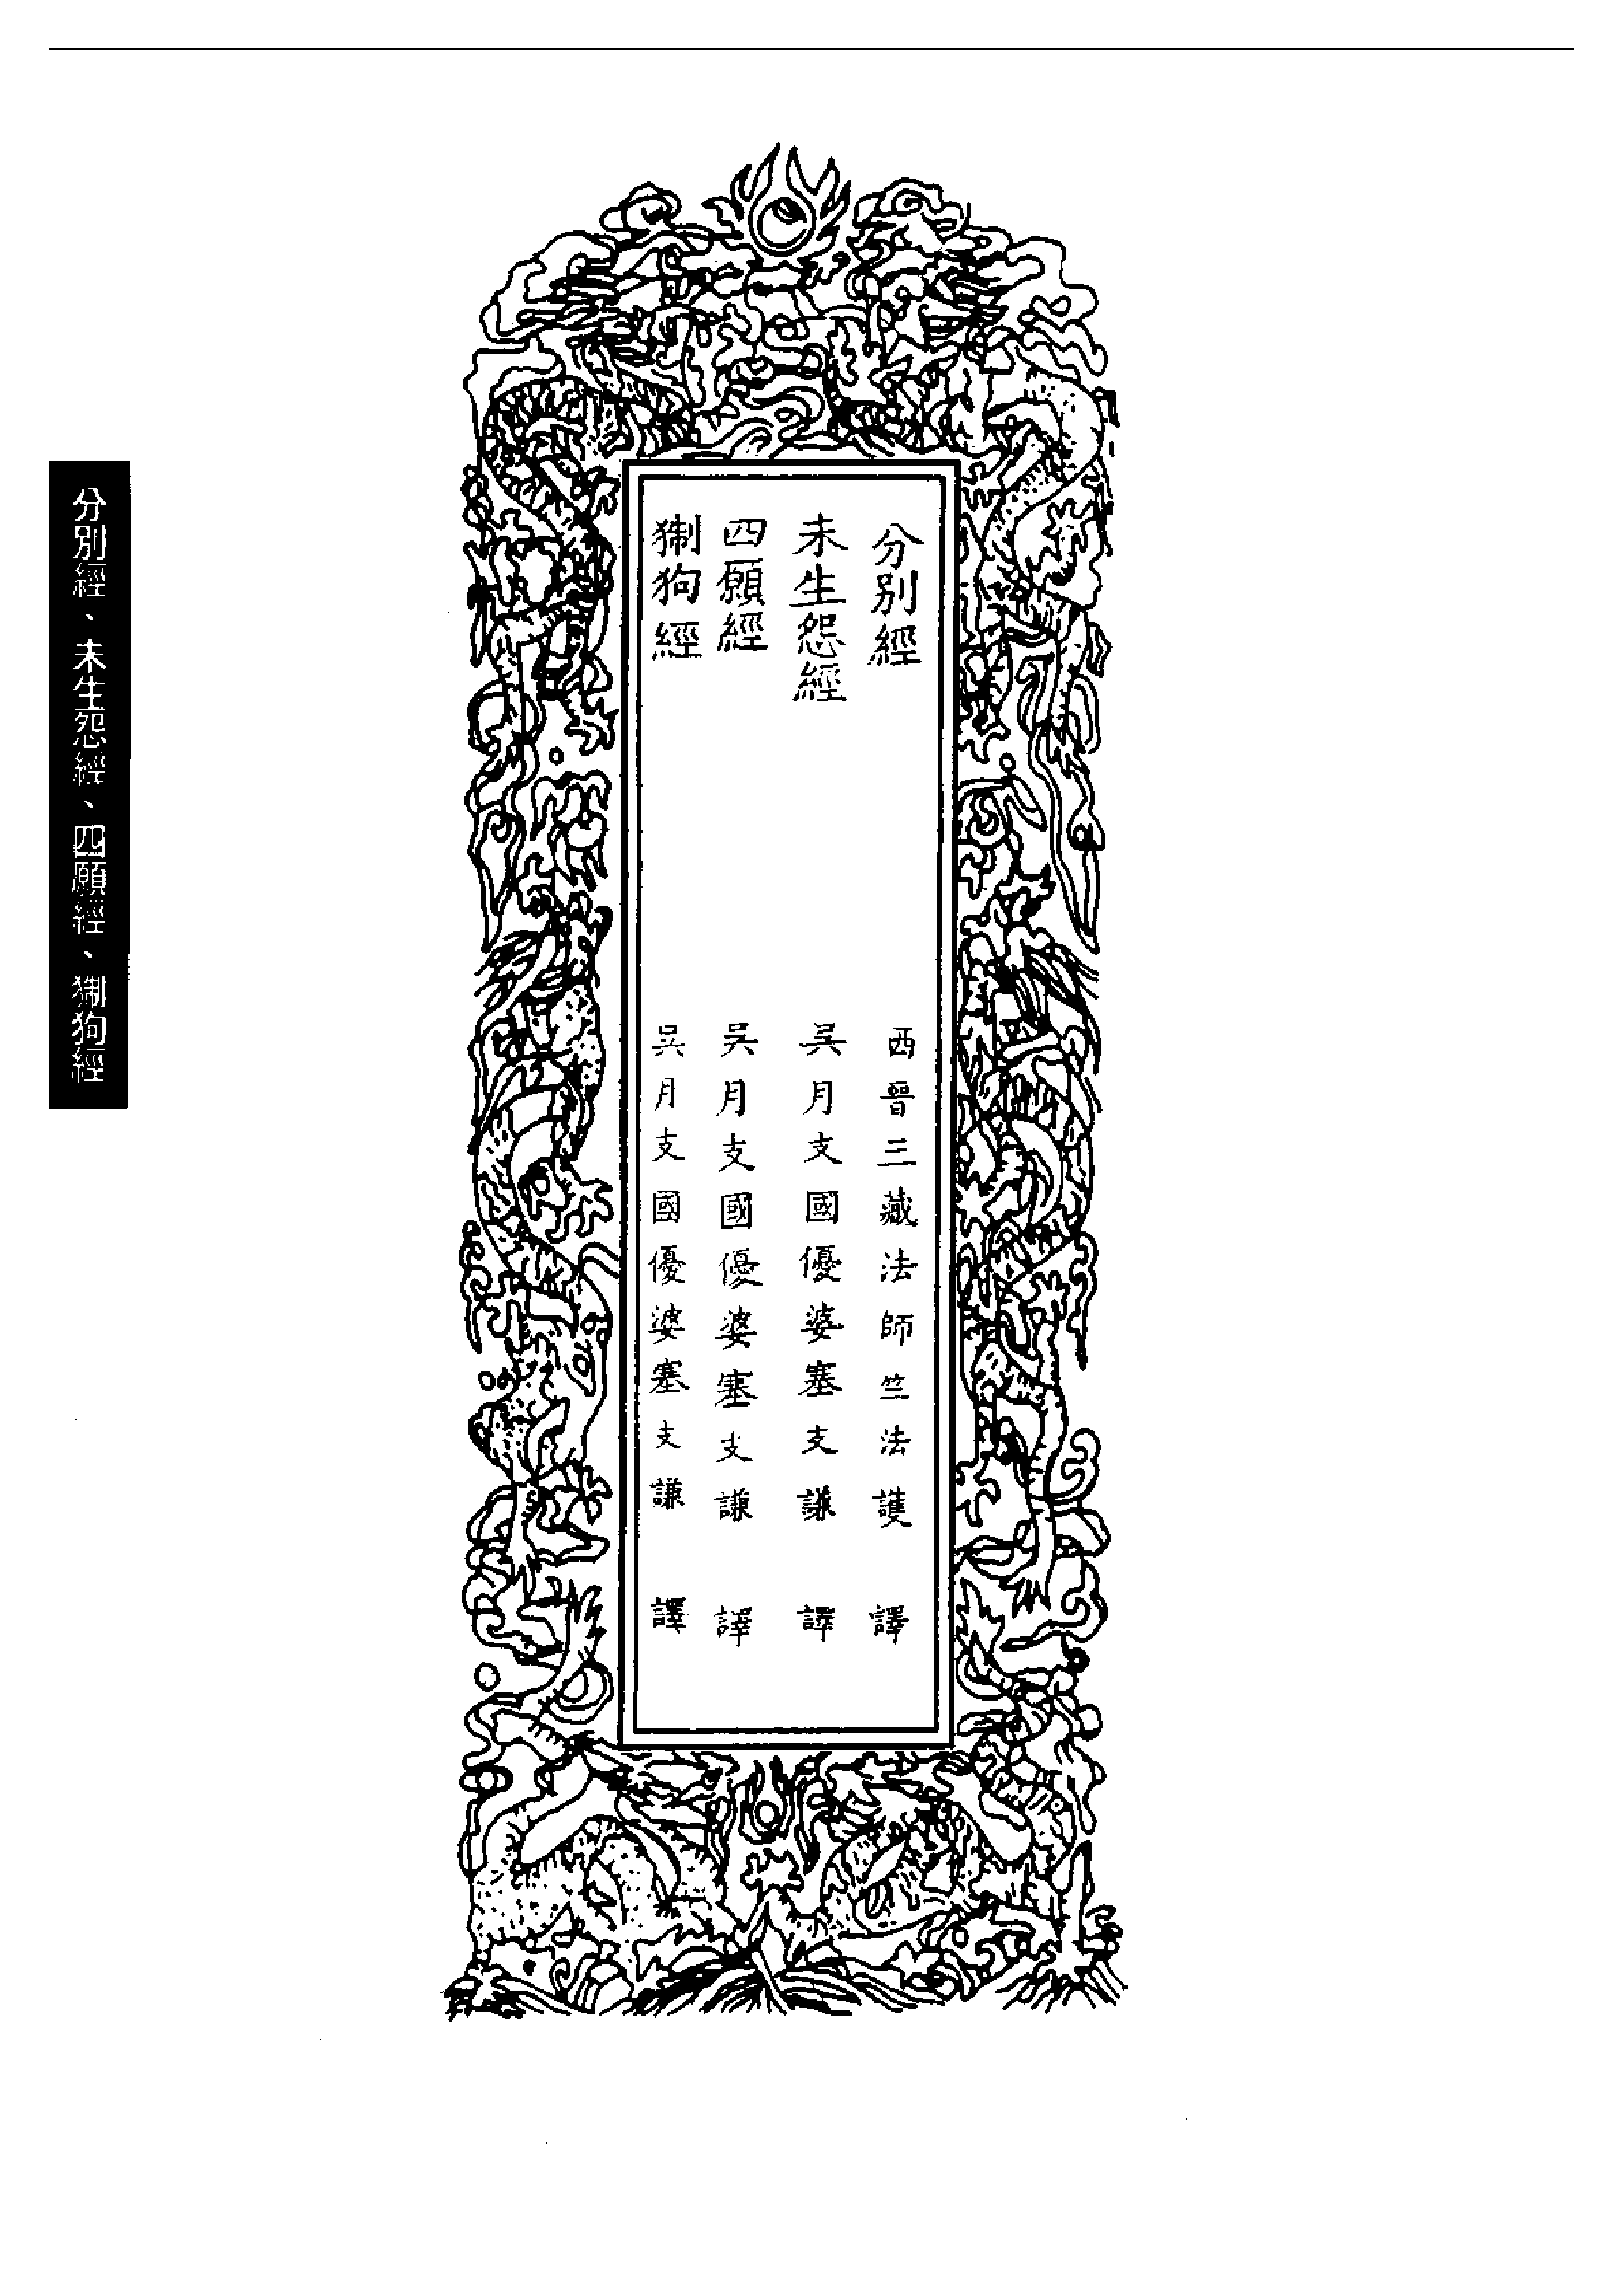 分別經　西晉三藏法師竺法護　譯
未生怨經　吳月支國優婆塞支謙　譯
四願經　吳月支國優婆塞支謙　譯
猘狗經　吳月支國優婆塞支謙　譯
分別經、未生怨經、四願經、猘狗經